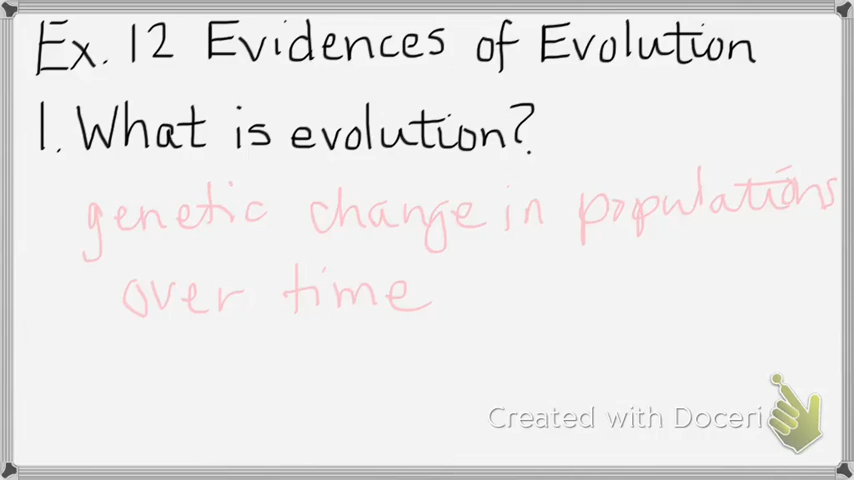 Ex. 12 Evidences of Evolution
1. What is evolution?
genetic change in populations
over time
Created with Doceri